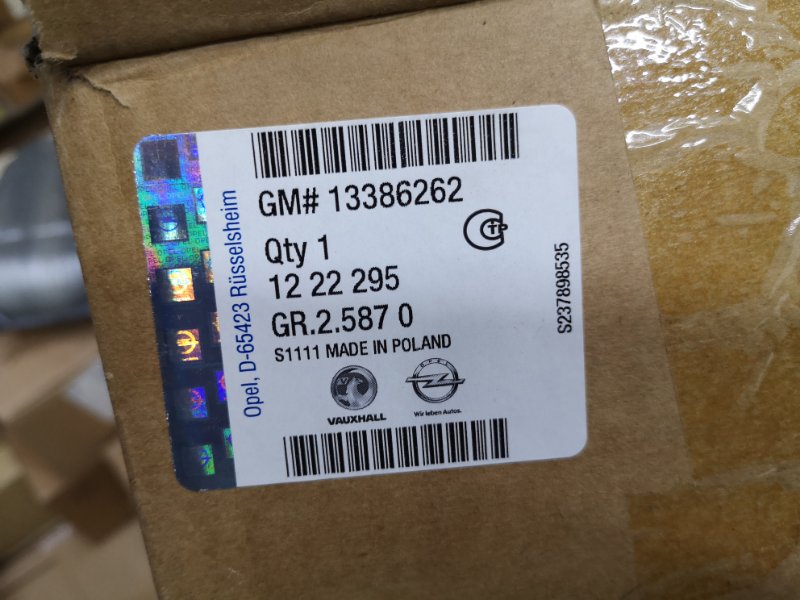 GM# 13386262
Qty 1
12 22 295
GR.2.587 0
S1111 MADE IN POLAND
VAUXHALL
OPEL
Wir leben Autos.
Opel, D-65423 Rüsselsheim
S237898535